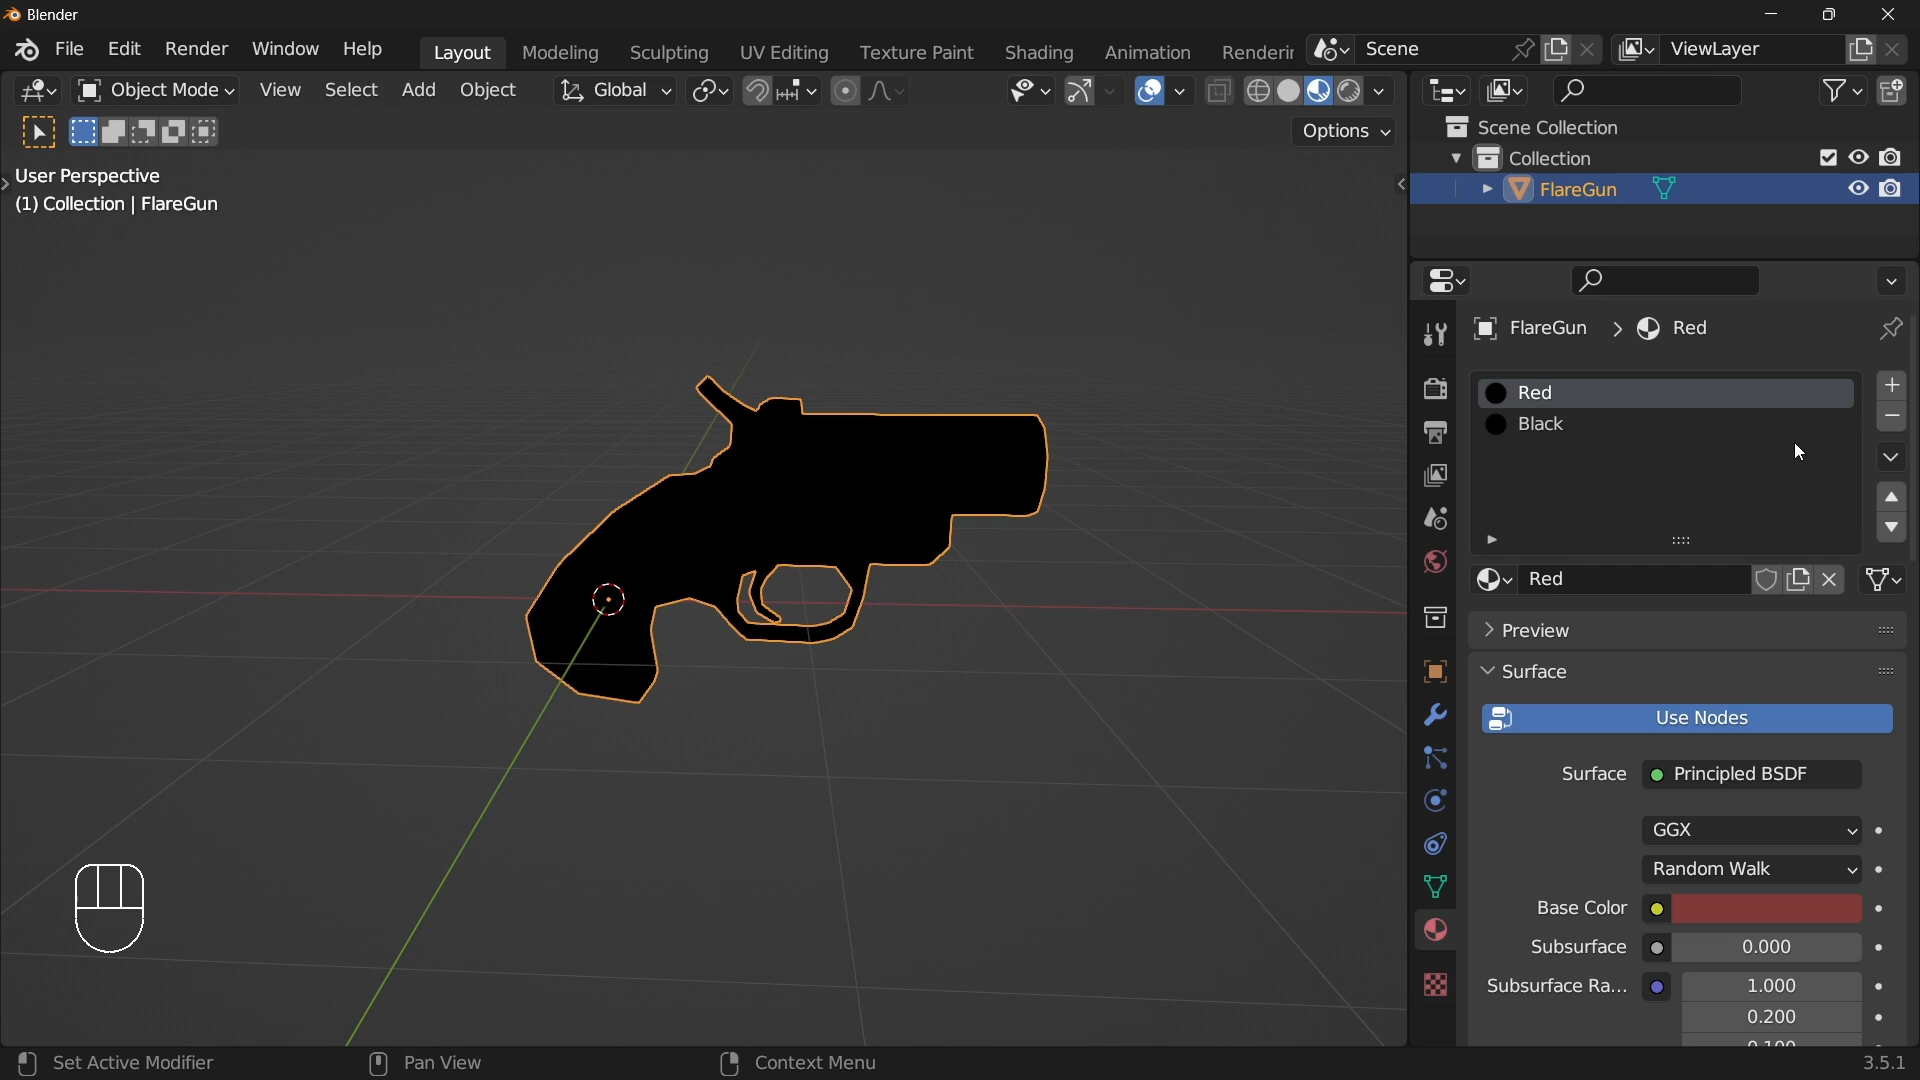 Blender
File Edit Render Window Help Layout Modeling Sculpting UV Editing Texture Paint Shading Animation Renderin Scene ViewLayer
Object Mode View Select Add Object Global
Options
User Perspective
(1) Collection | FlareGun
Scene Collection
Collection
FlareGun
FlareGun > Red
Red
Black
Red
Preview
Surface
Use Nodes
Surface Principled BSDF
GGX
Random Walk
Base Color
Subsurface 0.000
Subsurface Ra... 1.000
0.200
0.100
Set Active Modifier Pan View Context Menu 3.5.1